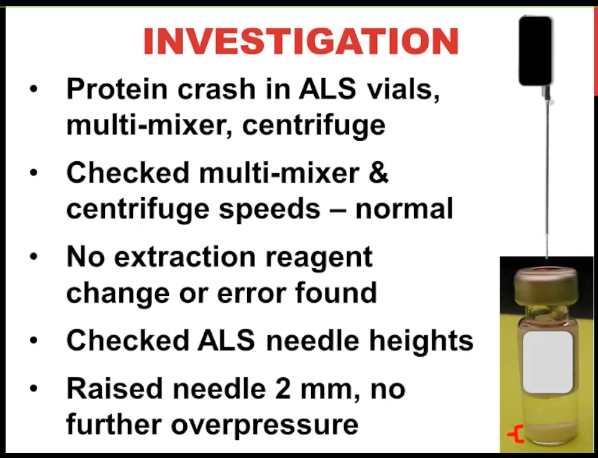 INVESTIGATION
• Protein crash in ALS vials,
multi-mixer, centrifuge
• Checked multi-mixer &
centrifuge speeds – normal
• No extraction reagent
change or error found
• Checked ALS needle heights
• Raised needle 2 mm, no
further overpressure